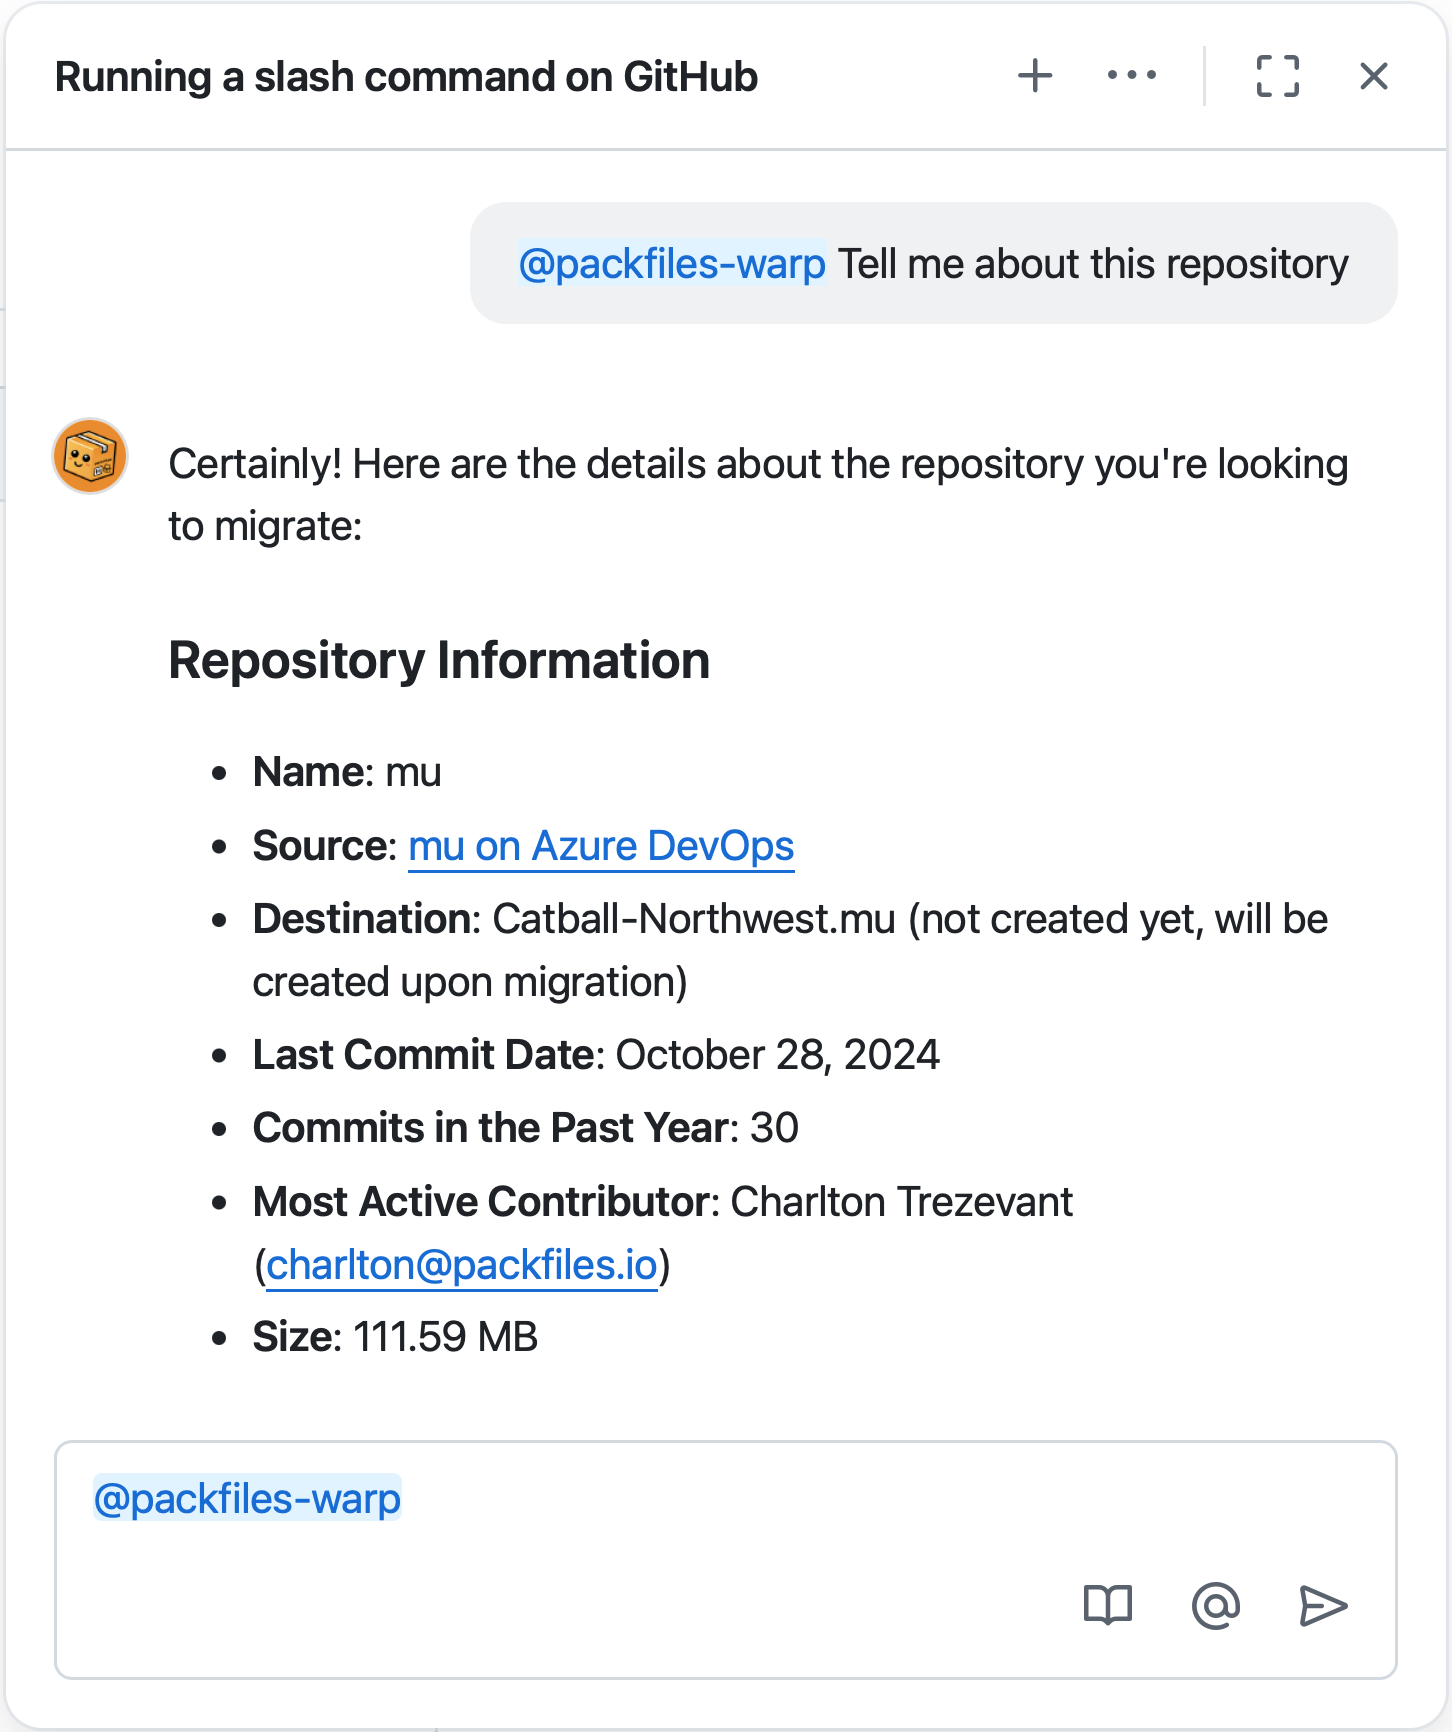 Running a slash command on GitHub
@packfiles-warp Tell me about this repository
Certainly! Here are the details about the repository you're looking
to migrate:
Repository Information
• Name: mu
• Source: mu on Azure DevOps
• Destination: Catball-Northwest.mu (not created yet, will be
created upon migration)
• Last Commit Date: October 28, 2024
• Commits in the Past Year: 30
• Most Active Contributor: Charlton Trezevant
(charlton@packfiles.io)
• Size: 111.59 MB
@packfiles-warp